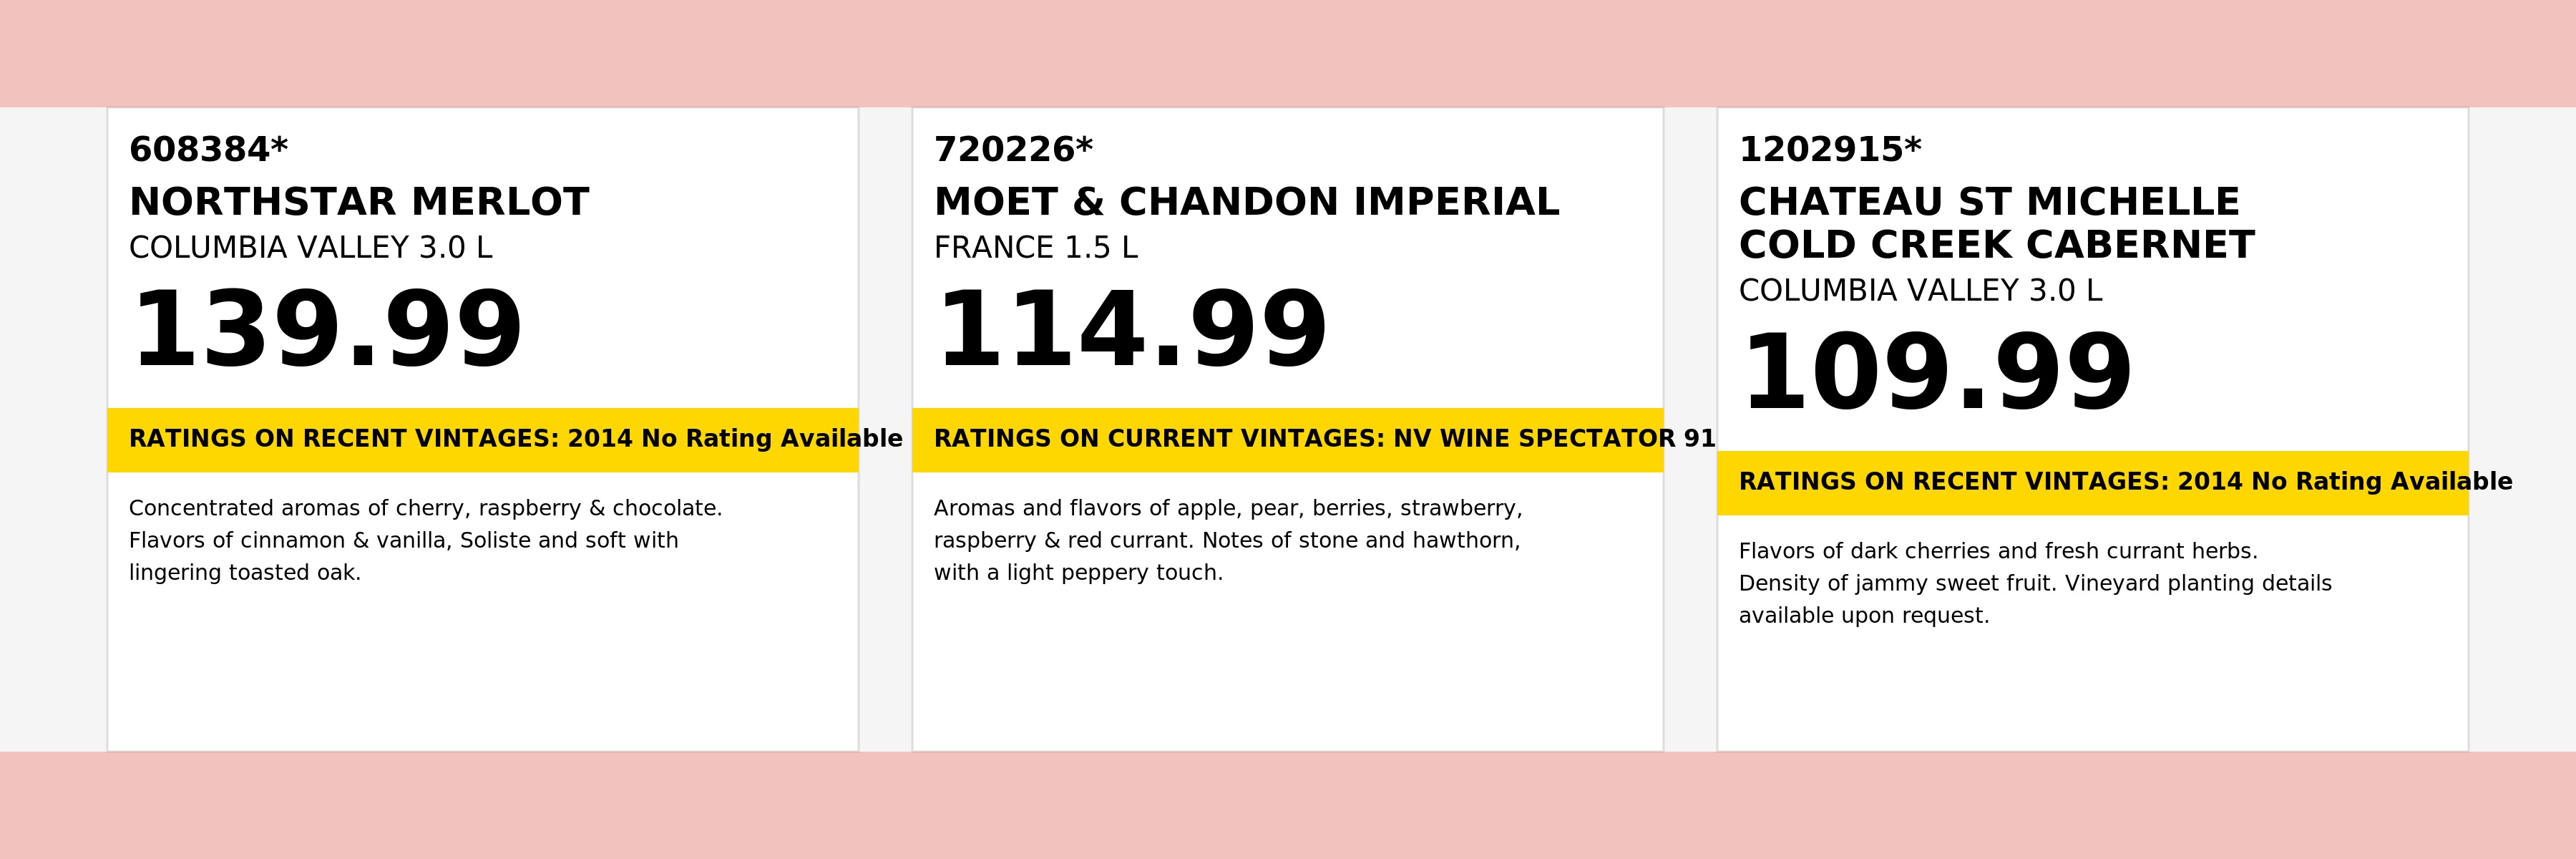 608384*
NORTHSTAR MERLOT
COLUMBIA VALLEY 3.0 L
139.99
RATINGS ON RECENT VINTAGES: 2014 No Rating Available
Concentrated aromas of cherry, raspberry & chocolate.
Flavors of cinnamon & vanilla, Soliste and soft with
lingering toasted oak.
720226*
MOET & CHANDON IMPERIAL
FRANCE 1.5 L
114.99
RATINGS ON CURRENT VINTAGES: NV WINE SPECTATOR 91
Aromas and flavors of apple, pear, berries, strawberry,
raspberry & red currant. Notes of stone and hawthorn,
with a light peppery touch.
1202915*
CHATEAU ST MICHELLE
COLD CREEK CABERNET
COLUMBIA VALLEY 3.0 L
109.99
RATINGS ON RECENT VINTAGES: 2014 No Rating Available
Flavors of dark cherries and fresh currant herbs.
Density of jammy sweet fruit. Vineyard planting details
available upon request.